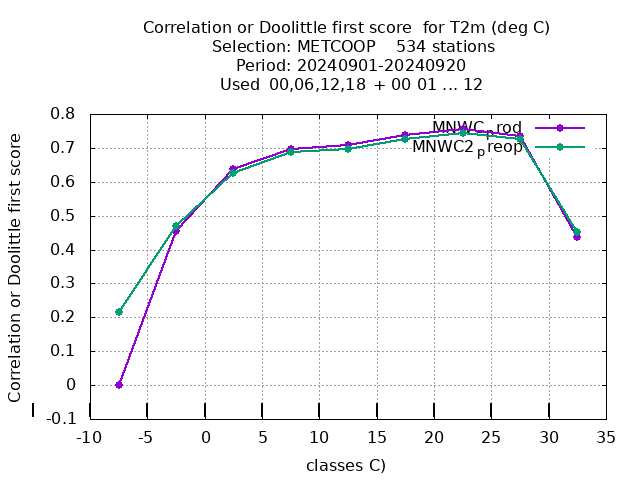 Correlation or Doolittle first score  for T2m (deg C)
Selection: METCOOP    534 stations
Period: 20240901-20240920
Used  00,06,12,18  + 00 01 ... 12
Correlation or Doolittle first score
0.8
0.7
0.6
0.5
0.4
0.3
0.2
0.1
0
-0.1
MNWC_prod
MNWC2_preop
-10 -5 0 5 10 15 20 25 30 35
classes C)